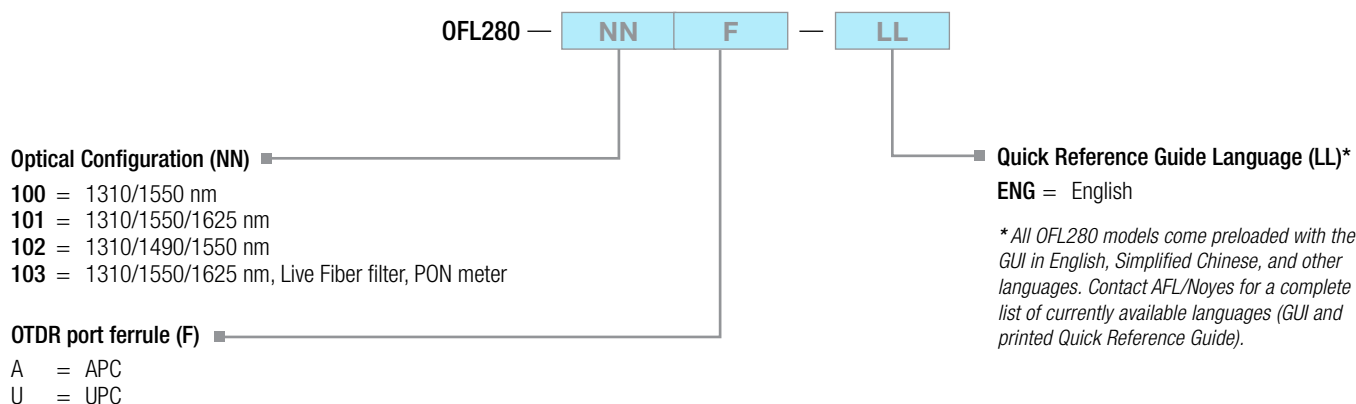 OFL280 — NN F — LL
Optical Configuration (NN)
100 = 1310/1550 nm
101 = 1310/1550/1625 nm
102 = 1310/1490/1550 nm
103 = 1310/1550/1625 nm, Live Fiber filter, PON meter
OTDR port ferrule (F)
A = APC
U = UPC
Quick Reference Guide Language (LL)*
ENG = English
* All OFL280 models come preloaded with the
GUI in English, Simplified Chinese, and other
languages. Contact AFL/Noyes for a complete
list of currently available languages (GUI and
printed Quick Reference Guide).